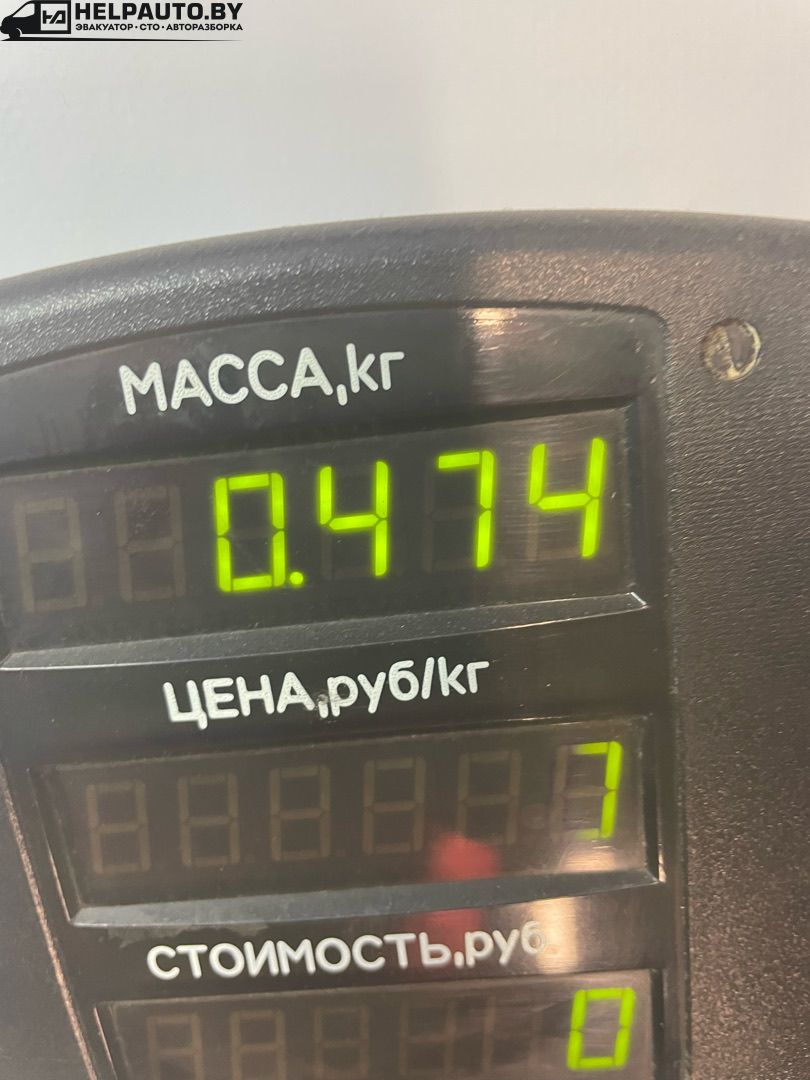 HELPAUTO.BY
ЭВАКУАТОР•СТО•АВТОРАЗБОРКА
МАССА,кг
0.474
ЦЕНА,руб/кг
7
СТОИМОСТЬ,руб.
0